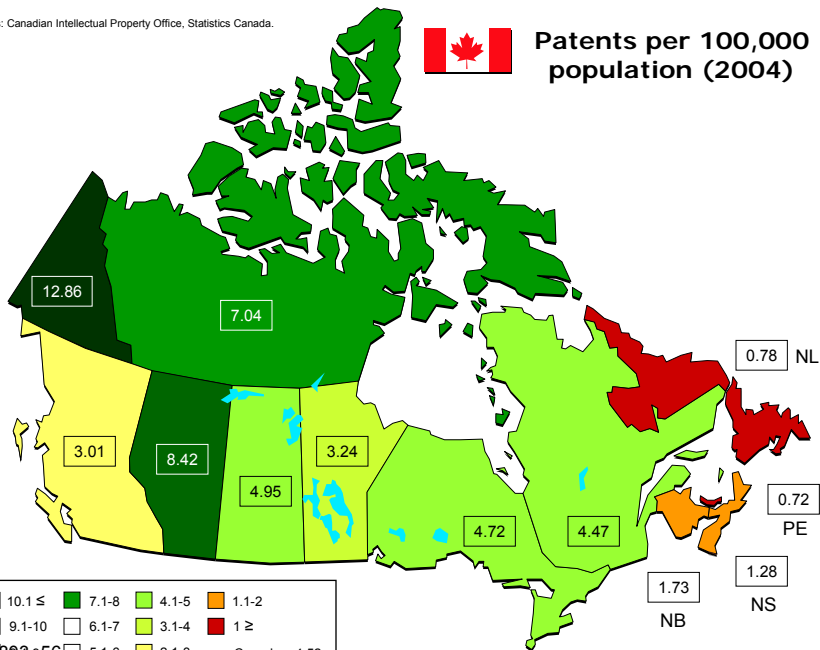 : Canadian Intellectual Property Office, Statistics Canada.
Patents per 100,000
population (2004)
12.86
7.04
0.78 NL
3.01
8.42
3.24
4.95
4.72
4.47
0.72
PE
1.28
NS
1.73
NB
10.1 ≤ 7.1-8 4.1-5 1.1-2
9.1-10 6.1-7 3.1-4 1 ≥